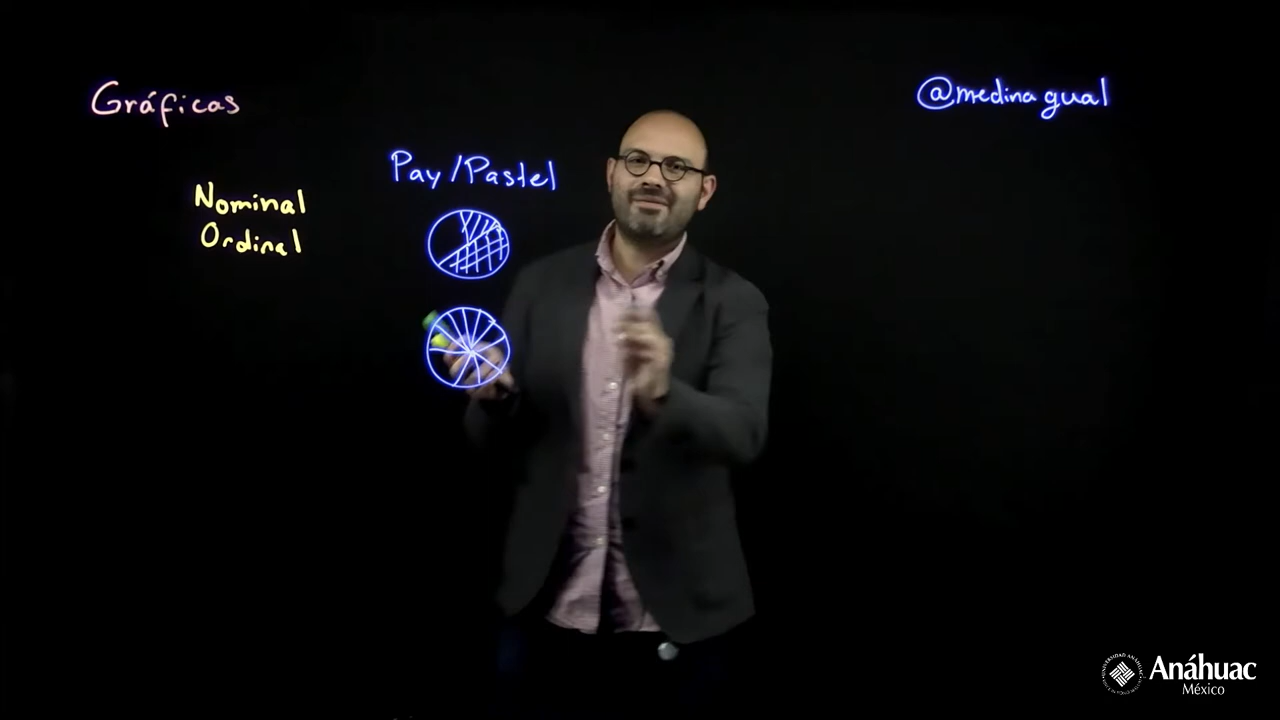 Gráficas
@medinagual
Pay/Pastel
Nominal
Ordinal
Anáhuac
México